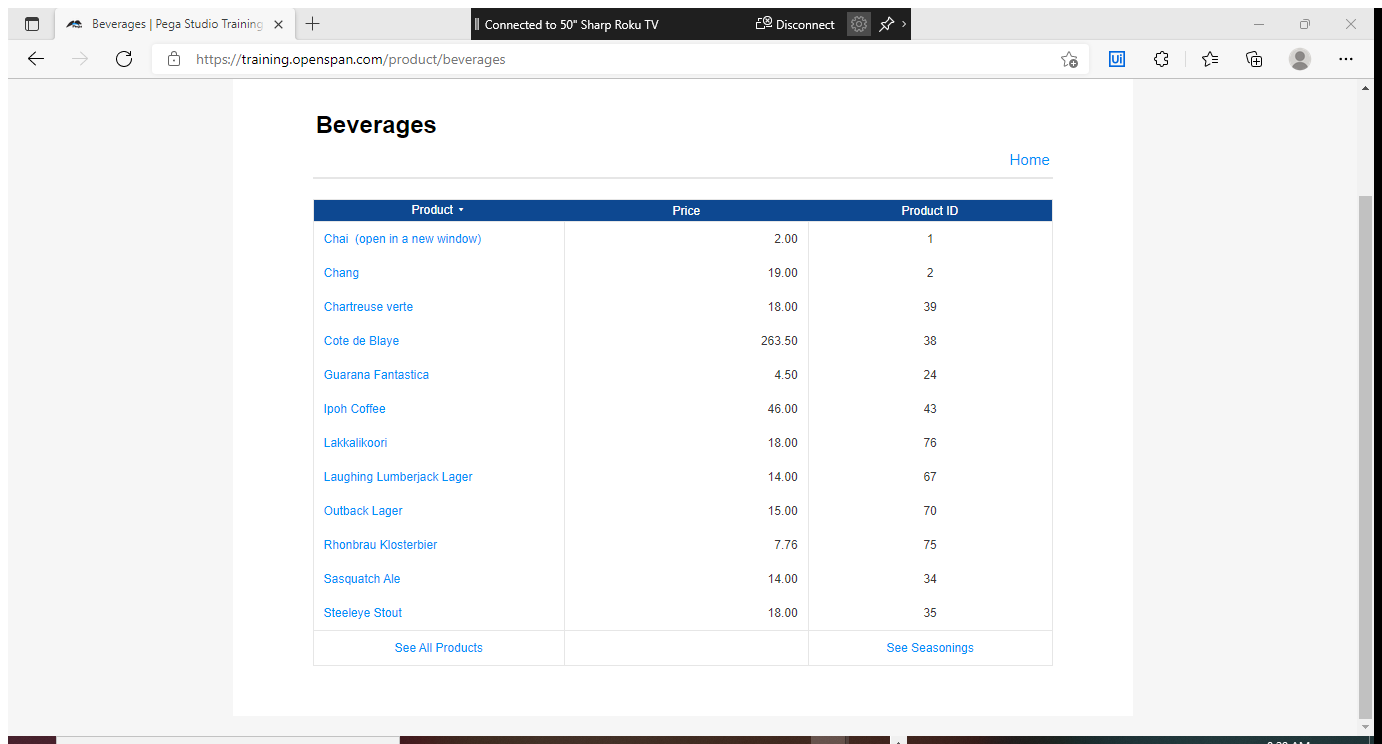 Beverages | Pega Studio Training
Connected to 50" Sharp Roku TV
Disconnect
https://training.openspan.com/product/beverages
Ui
Beverages
Home
Product Price Product ID
Chai (open in a new window) 2.00 1
Chang 19.00 2
Chartreuse verte 18.00 39
Cote de Blaye 263.50 38
Guarana Fantastica 4.50 24
Ipoh Coffee 46.00 43
Lakkalikoori 18.00 76
Laughing Lumberjack Lager 14.00 67
Outback Lager 15.00 70
Rhonbrau Klosterbier 7.76 75
Sasquatch Ale 14.00 34
Steeleye Stout 18.00 35
See All Products See Seasonings